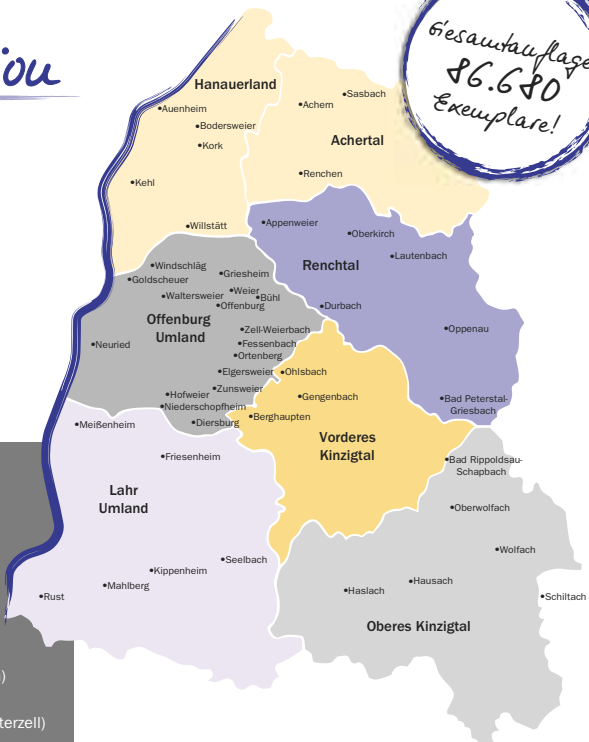 Gesamtauflage
86.680
Exemplare!
Hanauerland
•Sasbach
•Achern
•Auenheim
•Bodersweier
Achertal
•Kork
•Renchen
•Kehl
•Appenweier
•Willstätt
•Oberkirch
•Lautenbach
Renchtal
•Windschläg
•Griesheim
•Goldscheuer
•Weier
•Waltersweier
•Bühl
•Offenburg
•Durbach
Offenburg
Umland
•Zell-Weierbach
•Oppenau
•Neuried
•Fessenbach
•Ortenberg
•Elgersweier
•Ohlsbach
•Zunsweier
•Hofweier
•Gengenbach
•Bad Peterstal-
Griesbach
•Niederschopfheim
•Berghaupten
•Diersburg
•Meißenheim
Vorderes
Kinzigtal
•Friesenheim
•Bad Rippoldsau-
Schapbach
Lahr
Umland
•Oberwolfach
•Wolfach
•Seelbach
•Kippenheim
•Hausach
•Mahlberg
•Haslach
•Rust
•Schiltach
Oberes Kinzigtal